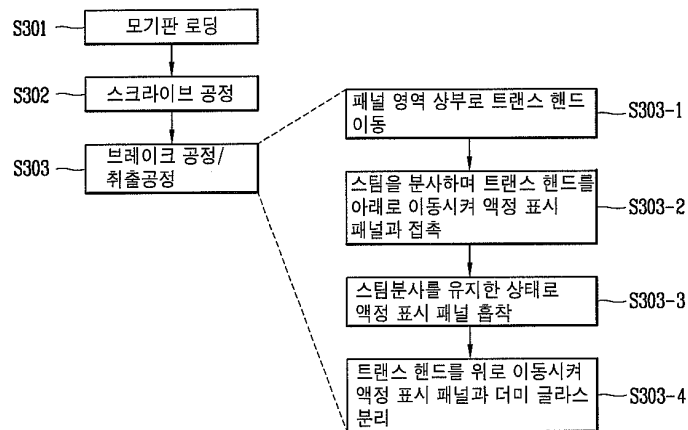 S301
모기판 로딩
S302
스크라이브 공정
S303
브레이크 공정/
취출공정
패널 영역 상부로 트랜스 핸드
이동
S303-1
스팀을 분사하며 트랜스 핸드를
아래로 이동시켜 액정 표시
패널과 접촉
S303-2
스팀분사를 유지한 상태로
액정 표시 패널 흡착
S303-3
트랜스 핸드를 위로 이동시켜
액정 표시 패널과 더미 글라스
분리
S303-4